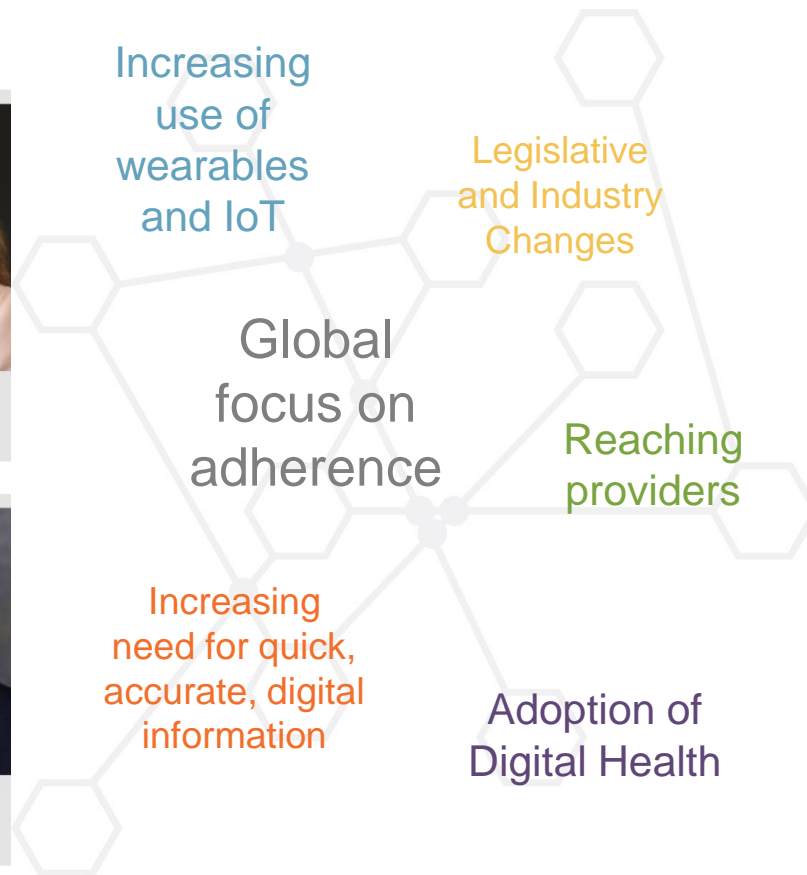 Increasing
use of
wearables
and IoT
Legislative
and Industry
Changes
Global
focus on
adherence
Reaching
providers
Increasing
need for quick,
accurate, digital
information
Adoption of
Digital Health